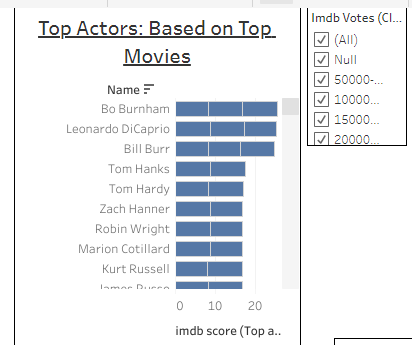 Top Actors: Based on Top
Movies
Name
Bo Burnham
Leonardo DiCaprio
Bill Burr
Tom Hanks
Tom Hardy
Zach Hanner
Robin Wright
Marion Cotillard
Kurt Russell
James Russo
0 10 20
imdb score (Top a..
Imdb Votes (Cl...
(All)
Null
50000-...
10000...
15000...
20000...